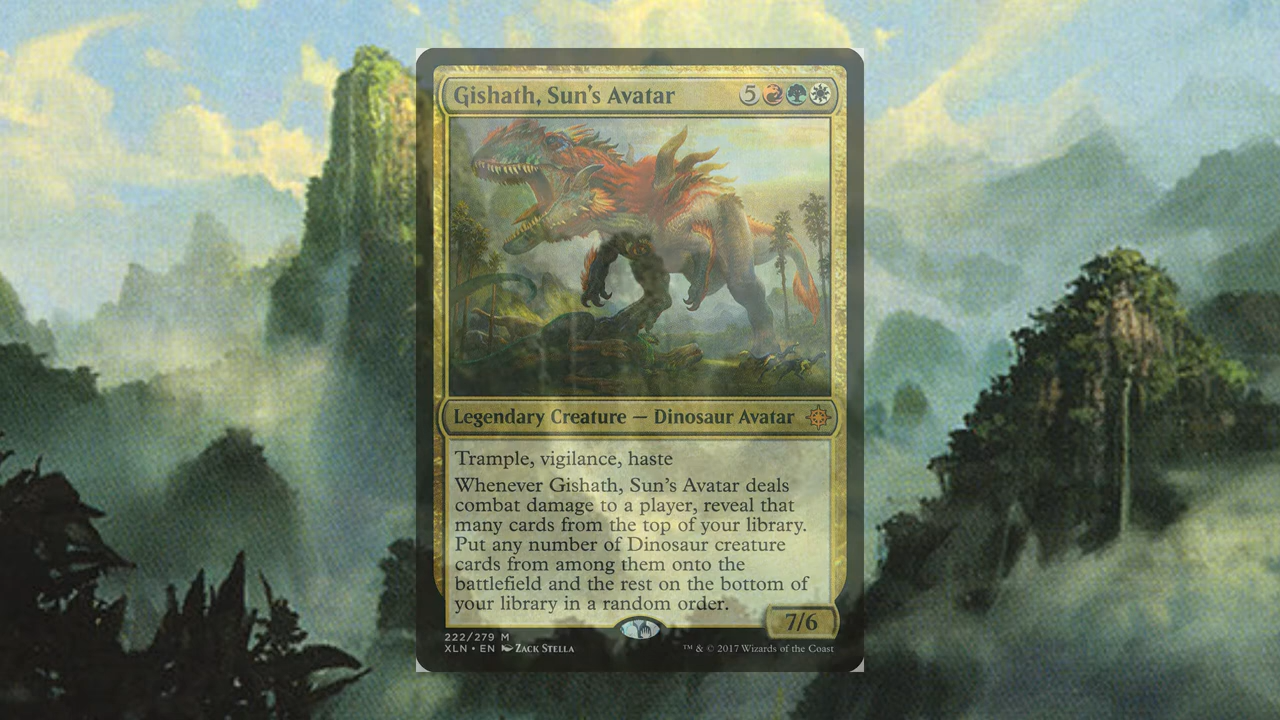 Gishath, Sun's Avatar 5
Legendary Creature — Dinosaur Avatar
Trample, vigilance, haste
Whenever Gishath, Sun's Avatar deals
combat damage to a player, reveal that
many cards from the top of your library.
Put any number of Dinosaur creature
cards from among them onto the
battlefield and the rest on the bottom of
your library in a random order.
7/6
222/279 M
XLN • EN Zack Stella
™ & © 2017 Wizards of the Coast